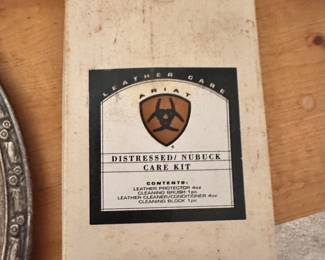 LEATHER CARE
ARIAT
®
DISTRESSED/ NUBUCK
CARE KIT
CONTENTS:
LEATHER PROTECTOR 4oz
CLEANING BRUSH 1pc
LEATHER CLEANER/CONDITIONER 4oz
CLEANING BLOCK 1pc